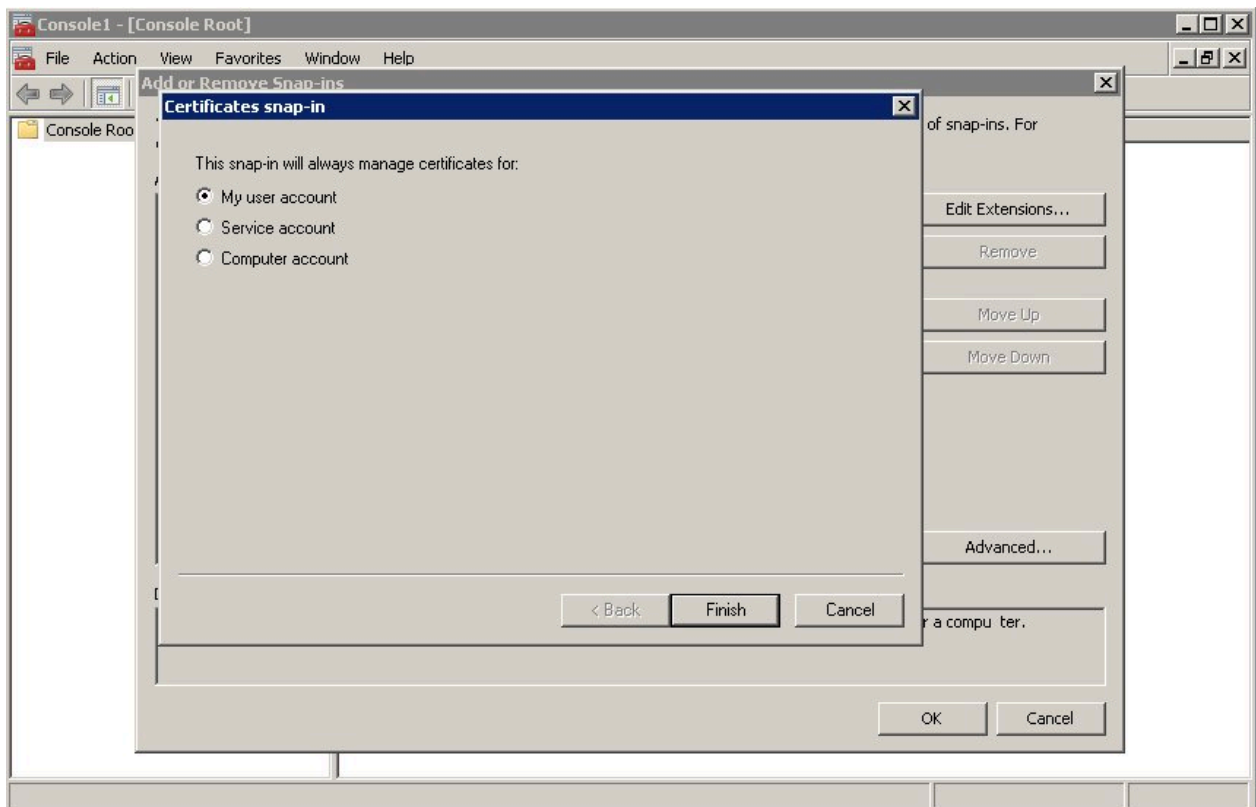 Console1 - [Console Root]
File Action View Favorites Window Help
Add or Remove Snap-ins
Certificates snap-in
Console Roo
of snap-ins. For
This snap-in will always manage certificates for:
My user account
Service account
Computer account
Edit Extensions...
Remove
Move Up
Move Down
Advanced...
< Back Finish Cancel
r a compu ter.
OK Cancel